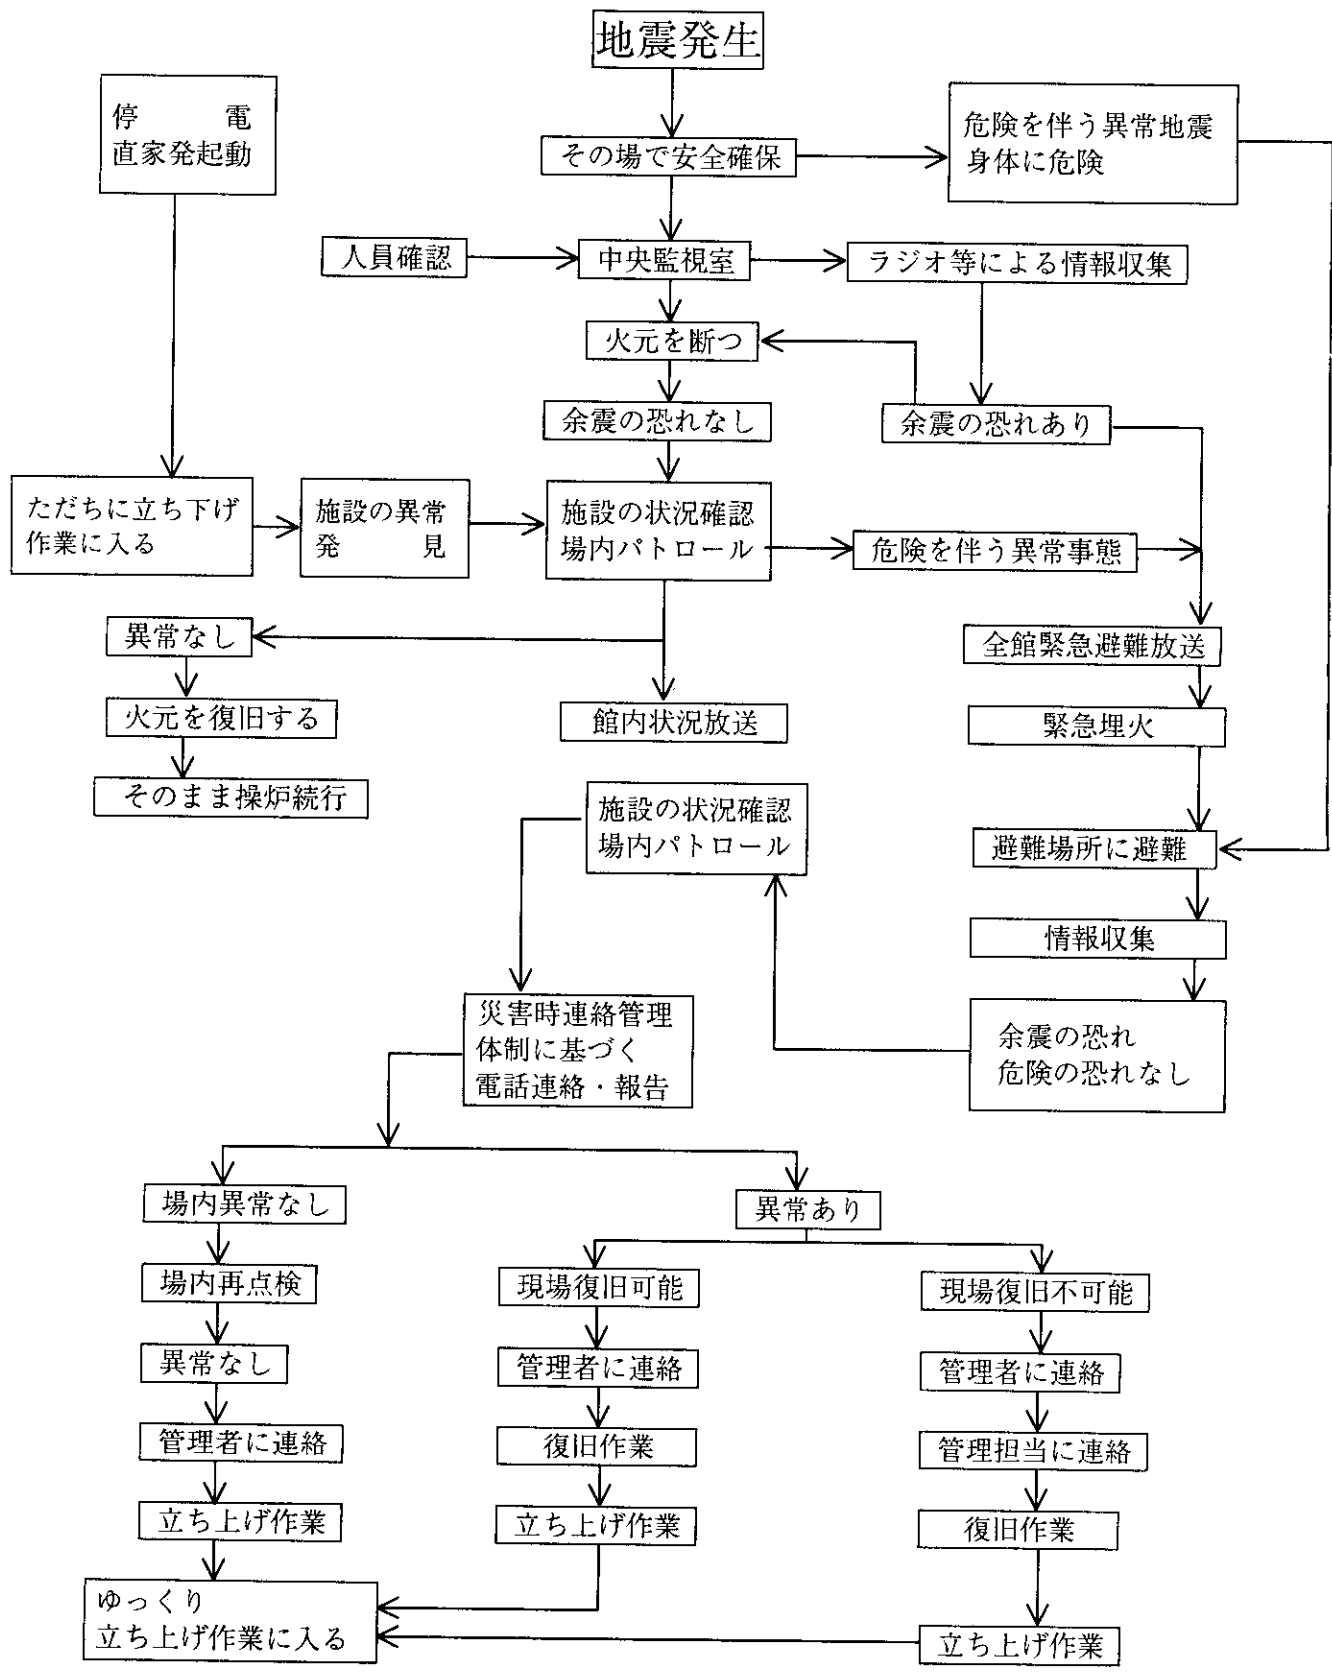 地震発生
停　　電
直家発起動
その場で安全確保
危険を伴う異常地震
身体に危険
人員確認
中央監視室
ラジオ等による情報収集
火元を断つ
余震の恐れなし
余震の恐れあり
ただちに立ち下げ
作業に入る
施設の異常
発　　見
施設の状況確認
場内パトロール
危険を伴う異常事態
異常なし
全館緊急避難放送
火元を復旧する
館内状況放送
緊急埋火
そのまま操炉続行
施設の状況確認
場内パトロール
避難場所に避難
情報収集
災害時連絡管理
体制に基づく
電話連絡・報告
余震の恐れ
危険の恐れなし
場内異常なし
異常あり
場内再点検
現場復旧可能
現場復旧不可能
異常なし
管理者に連絡
管理者に連絡
管理者に連絡
復旧作業
管理担当に連絡
立ち上げ作業
立ち上げ作業
復旧作業
ゆっくり
立ち上げ作業に入る
立ち上げ作業